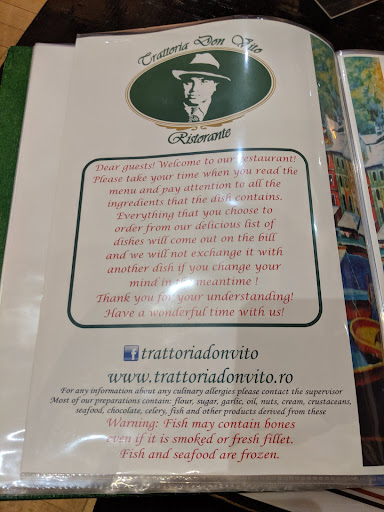 Trattoria Don Vito
Ristorante
Dear guests! Welcome to our restaurant!
Please take your time when you read the
menu and pay attention to all the
ingredients that the dish contains.
Everything that you choose to
order from our delicious list of
dishes will come out on the bill
and we will not exchange it with
another dish if you change your
mind in the meantime !
Thank you for your understanding!
Have a wonderful time with us!
f trattoriadonvito
www.trattoriadonvito.ro
For any information about any culinary allergies please contact the supervisor
Most of our preparations contain: flour, sugar, garlic, oil, nuts, cream, crustaceans,
seafood, chocolate, celery, fish and other products derived from these
Warning: Fish may contain bones
even if it is smoked or fresh fillet.
Fish and seafood are frozen.